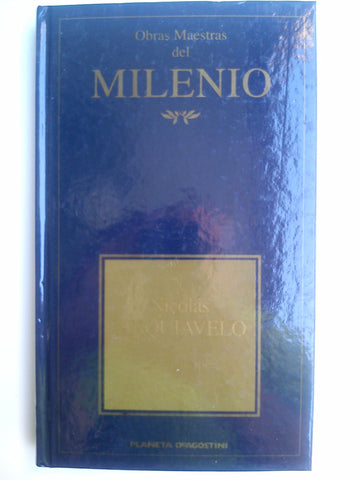 Obras Maestras
del
MILENIO
Nicolás
MAQUIAVELO
PLANETA DEAGOSTINI